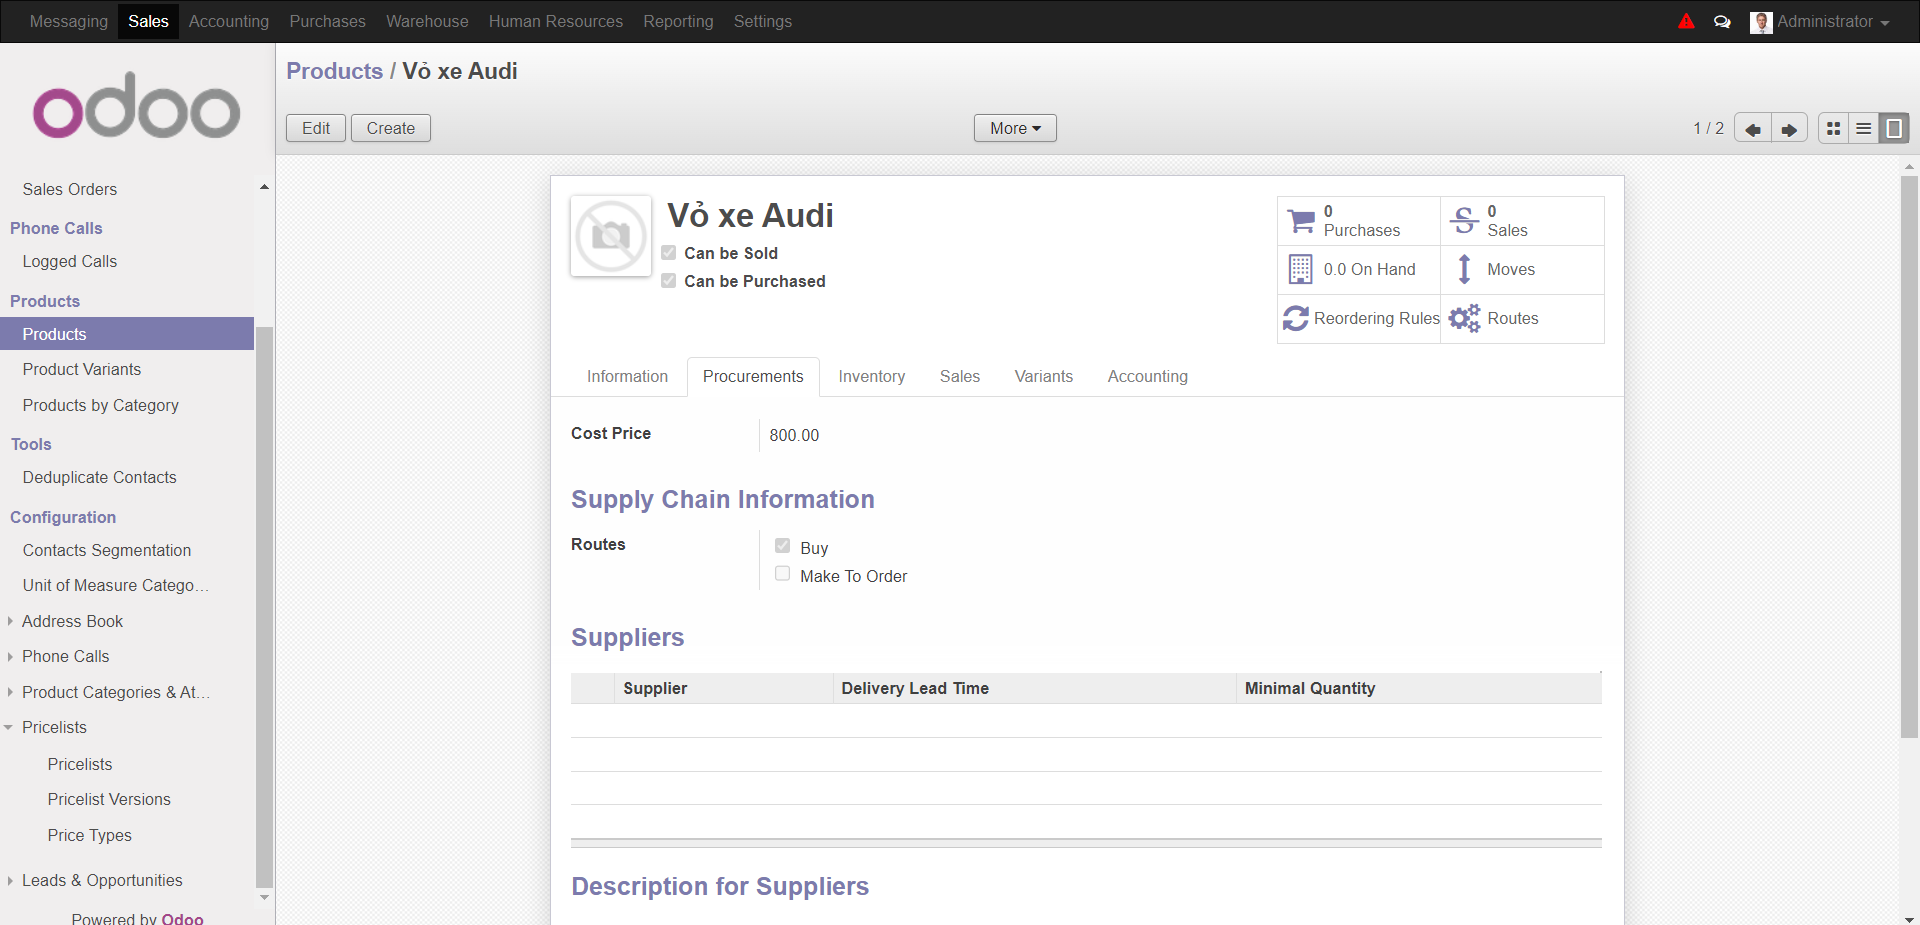 Messaging Sales Accounting Purchases Warehouse Human Resources Reporting Settings Administrator
odoo
Sales Orders
Phone Calls
Logged Calls
Products
Products
Product Variants
Products by Category
Tools
Deduplicate Contacts
Configuration
Contacts Segmentation
Unit of Measure Catego...
Address Book
Phone Calls
Product Categories & At...
Pricelists
Pricelists
Pricelist Versions
Price Types
Leads & Opportunities
Powered by Odoo
Products / Vỏ xe Audi
Edit Create More 1 / 2
Vỏ xe Audi
Can be Sold
Can be Purchased
0 Purchases
0 Sales
0.0 On Hand
Moves
Reordering Rules
Routes
Information Procurements Inventory Sales Variants Accounting
Cost Price 800.00
Supply Chain Information
Routes Buy
Make To Order
Suppliers
Supplier Delivery Lead Time Minimal Quantity
Description for Suppliers